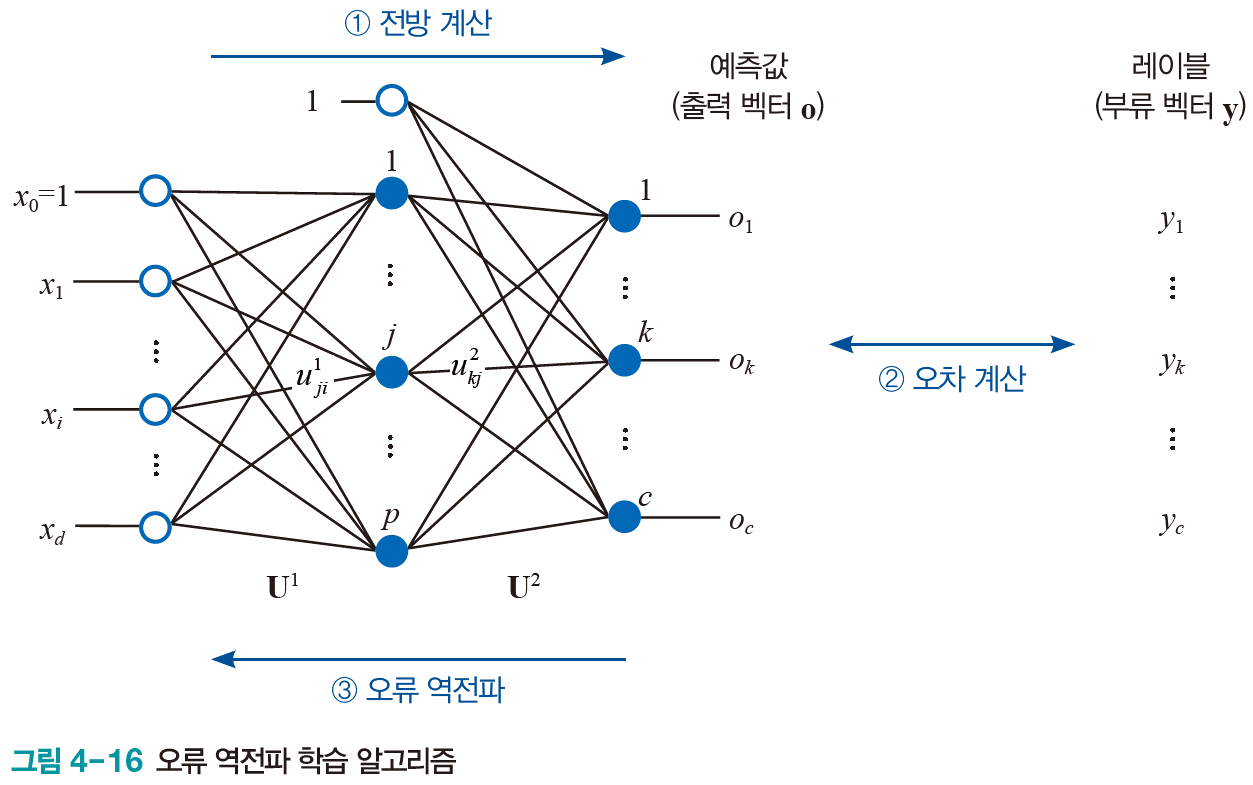 ① 전방 계산
예측값
(출력 벡터 o)
레이블
(부류 벡터 y)
1
1
x₀=1
1
o₁
y₁
x₁
⋮
⋮
⋮
j
k
⋮
u¹ⱼᵢ
u²ₖⱼ
oₖ
yₖ
② 오차 계산
xᵢ
⋮
⋮
⋮
⋮
p
c
x_d
o_c
y_c
U¹
U²
③ 오류 역전파
그림 4-16 오류 역전파 학습 알고리즘